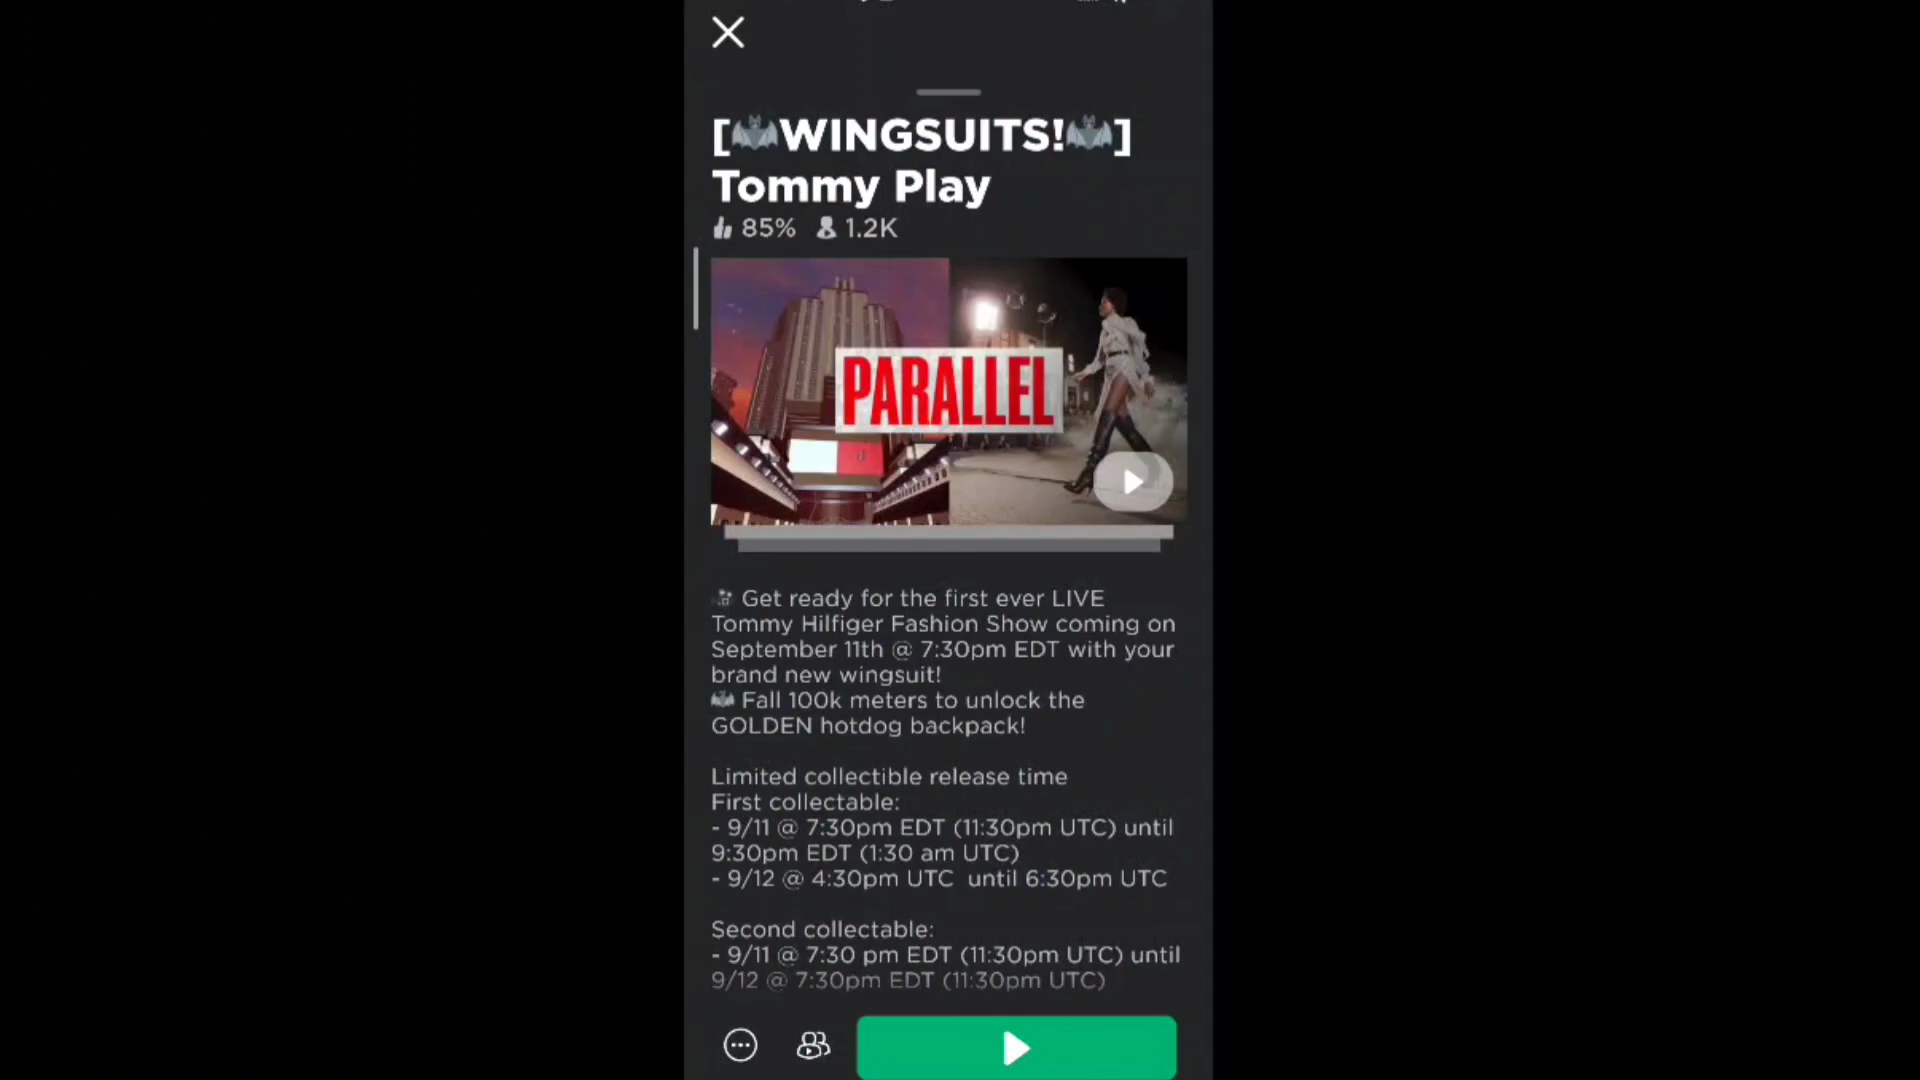 [🦇WINGSUITS!🦇]
Tommy Play
85% 1.2K
PARALLEL
Get ready for the first ever LIVE
Tommy Hilfiger Fashion Show coming on
September 11th @ 7:30pm EDT with your
brand new wingsuit!
🦇 Fall 100k meters to unlock the
GOLDEN hotdog backpack!
Limited collectible release time
First collectable:
- 9/11 @ 7:30pm EDT (11:30pm UTC) until
9:30pm EDT (1:30 am UTC)
- 9/12 @ 4:30pm UTC  until 6:30pm UTC
Second collectable:
- 9/11 @ 7:30 pm EDT (11:30pm UTC) until
9/12 @ 7:30pm EDT (11:30pm UTC)